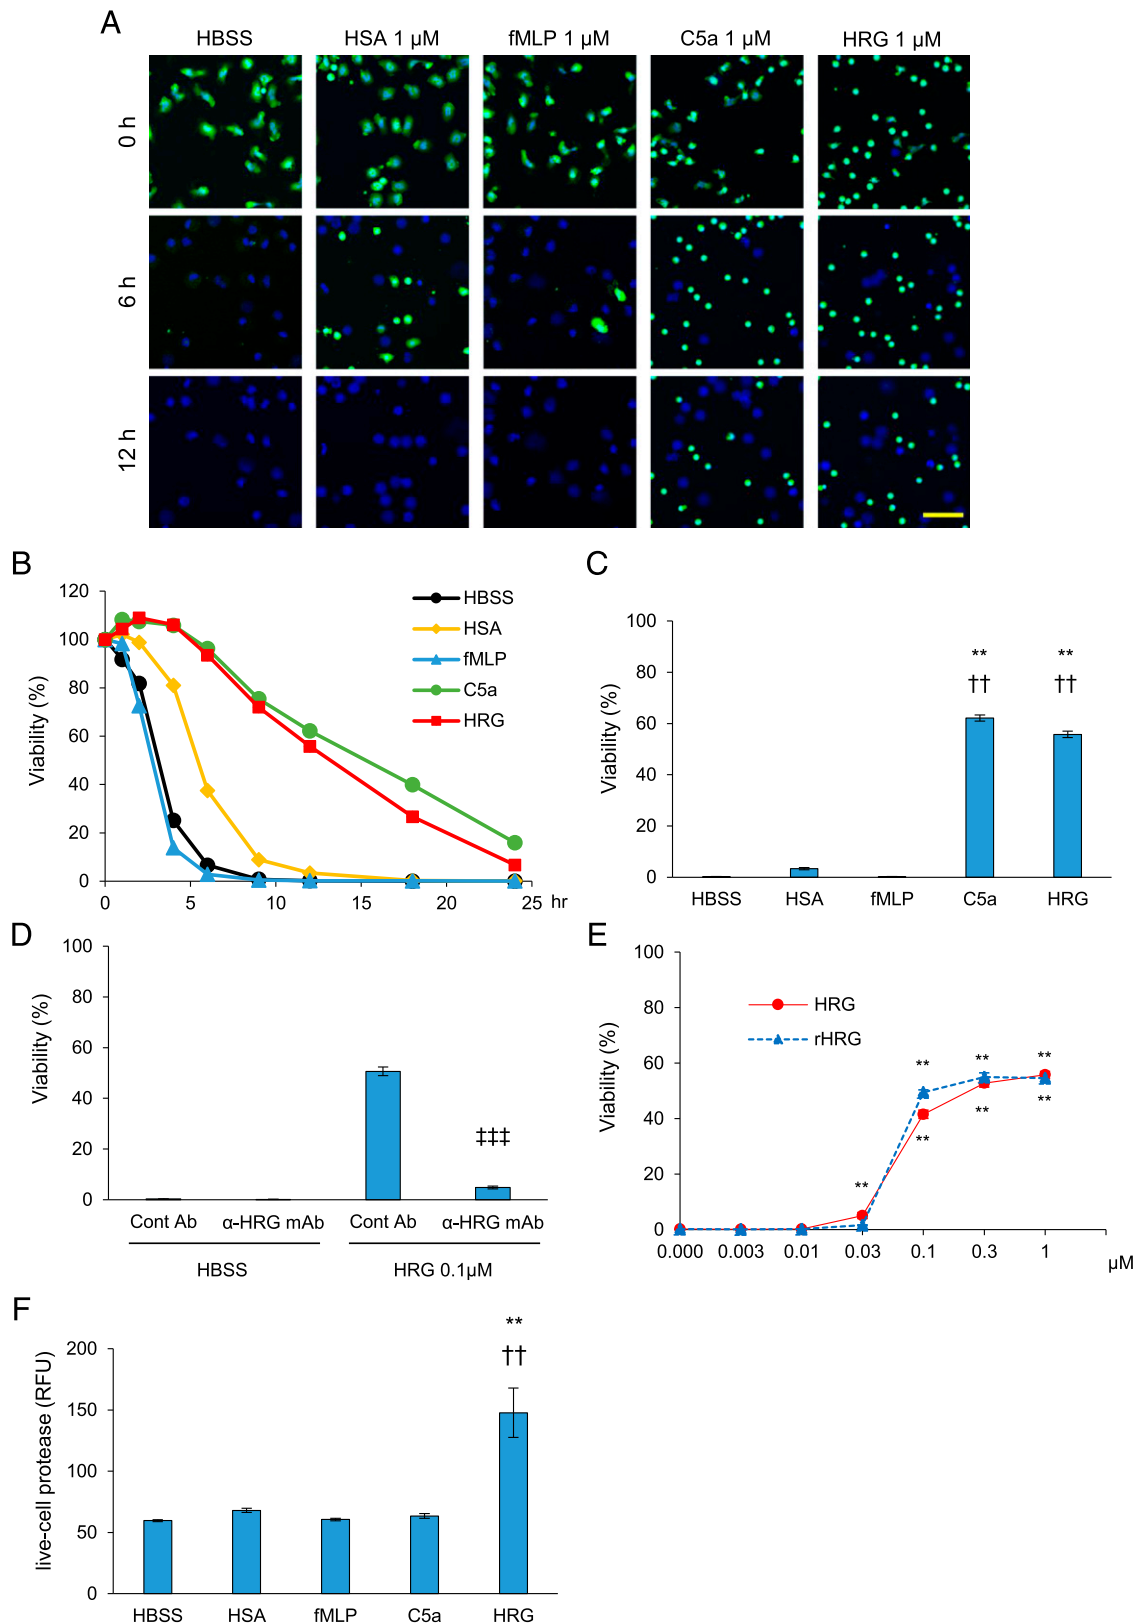 A
HBSS HSA 1 μM fMLP 1 μM C5a 1 μM HRG 1 μM
0 h
6 h
12 h
B
Viability (%)
120
100
80
60
40
20
0
0 5 10 15 20 25 hr
HBSS
HSA
fMLP
C5a
HRG
C
Viability (%)
100
80
60
40
20
0
** **
†† ††
HBSS HSA fMLP C5a HRG
D
Viability (%)
100
80
60
40
20
0
‡‡‡
Cont Ab α-HRG mAb Cont Ab α-HRG mAb
HBSS HRG 0.1μM
E
Viability (%)
100
80
60
40
20
0
HRG
rHRG
** ** **
** ** **
**
0.000 0.003 0.01 0.03 0.1 0.3 1 μM
F
live-cell protease (RFU)
200
150
100
50
0
**
††
HBSS HSA fMLP C5a HRG